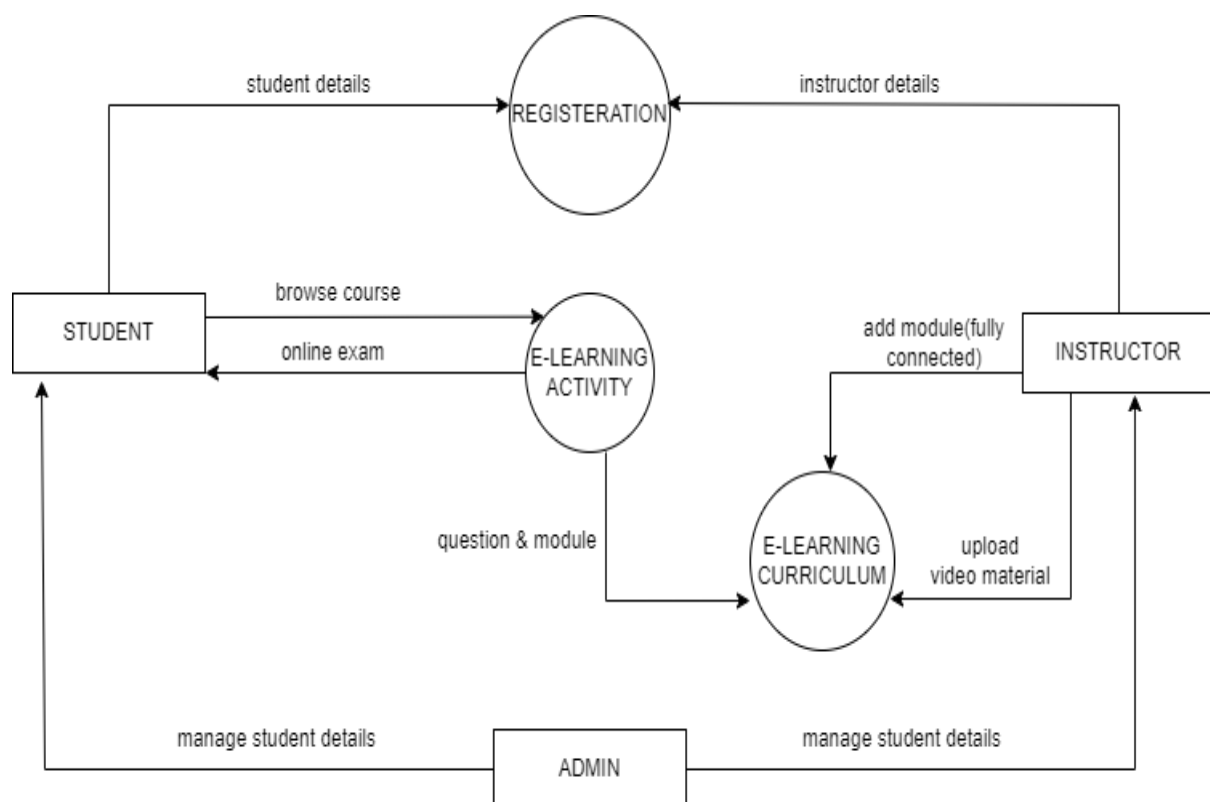 student details
instructor details
REGISTERATION
browse course
STUDENT
online exam
E-LEARNING
ACTIVITY
add module(fully
connected)
INSTRUCTOR
question & module
E-LEARNING
CURRICULUM
upload
video material
manage student details
manage student details
ADMIN